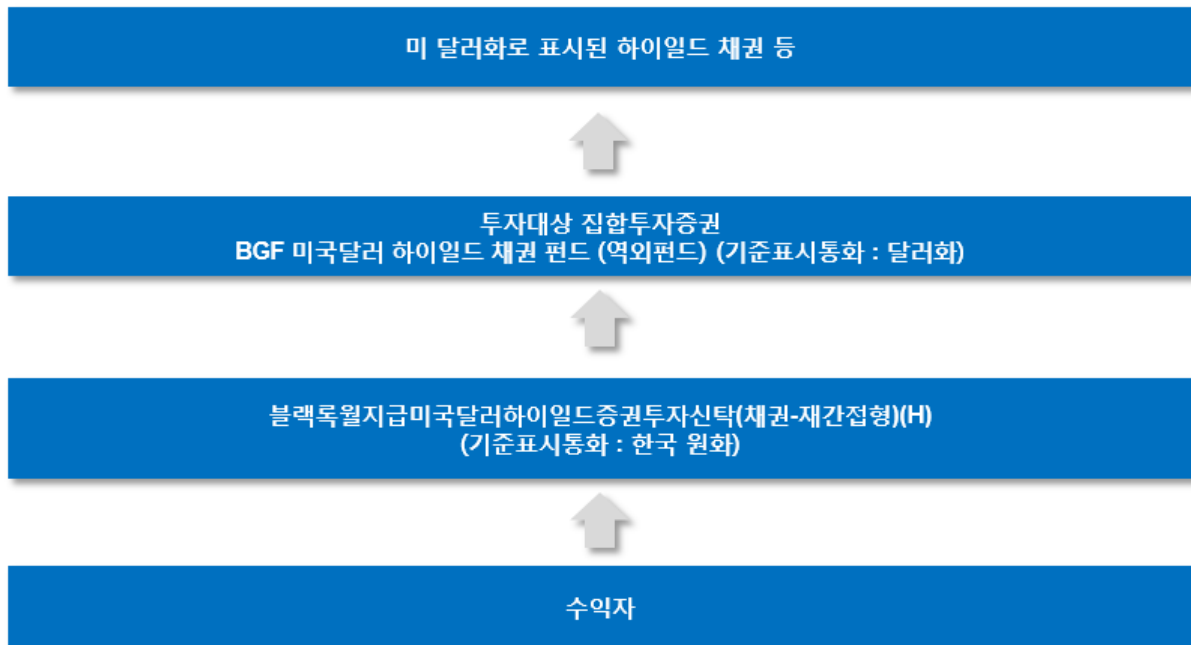 미 달러화로 표시된 하이일드 채권 등
투자대상 집합투자증권
BGF 미국달러 하이일드 채권 펀드 (역외펀드) (기준표시통화 : 달러화)
블랙록월지급미국달러하이일드증권투자신탁(채권-재간접형)(H)
(기준표시통화 : 한국 원화)
수익자